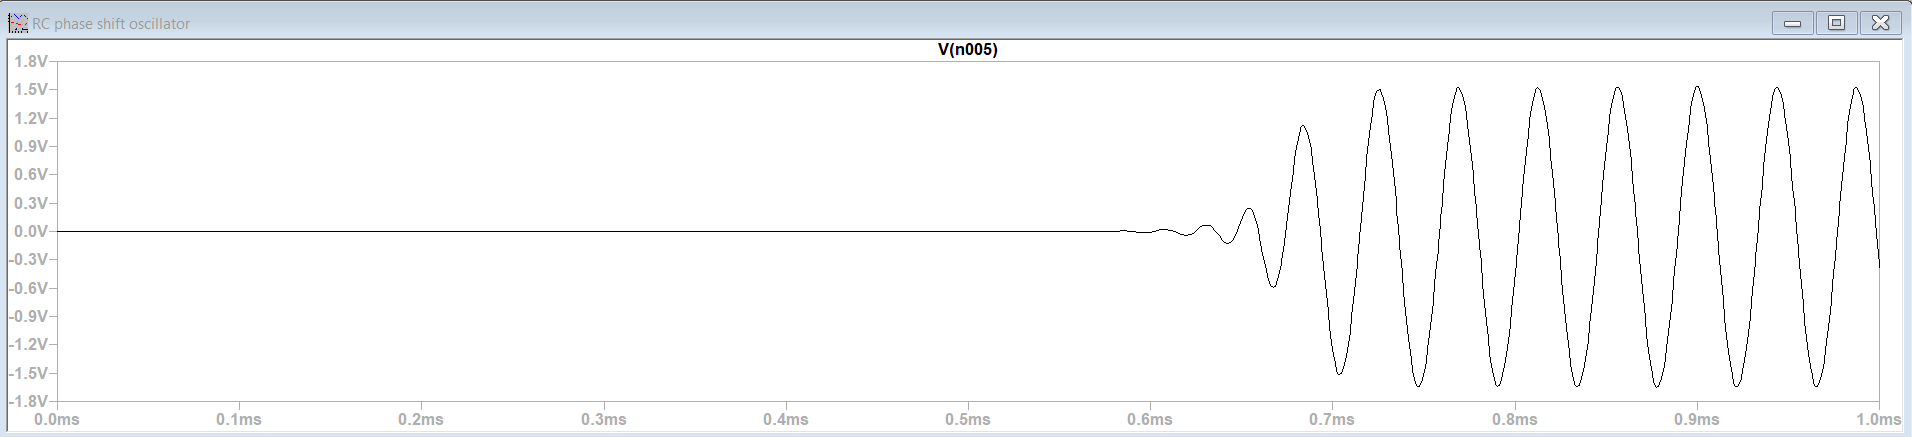 RC phase shift oscillator
V(n005)
1.8V
1.5V
1.2V
0.9V
0.6V
0.3V
0.0V
-0.3V
-0.6V
-0.9V
-1.2V
-1.5V
-1.8V
0.0ms 0.1ms 0.2ms 0.3ms 0.4ms 0.5ms 0.6ms 0.7ms 0.8ms 0.9ms 1.0ms